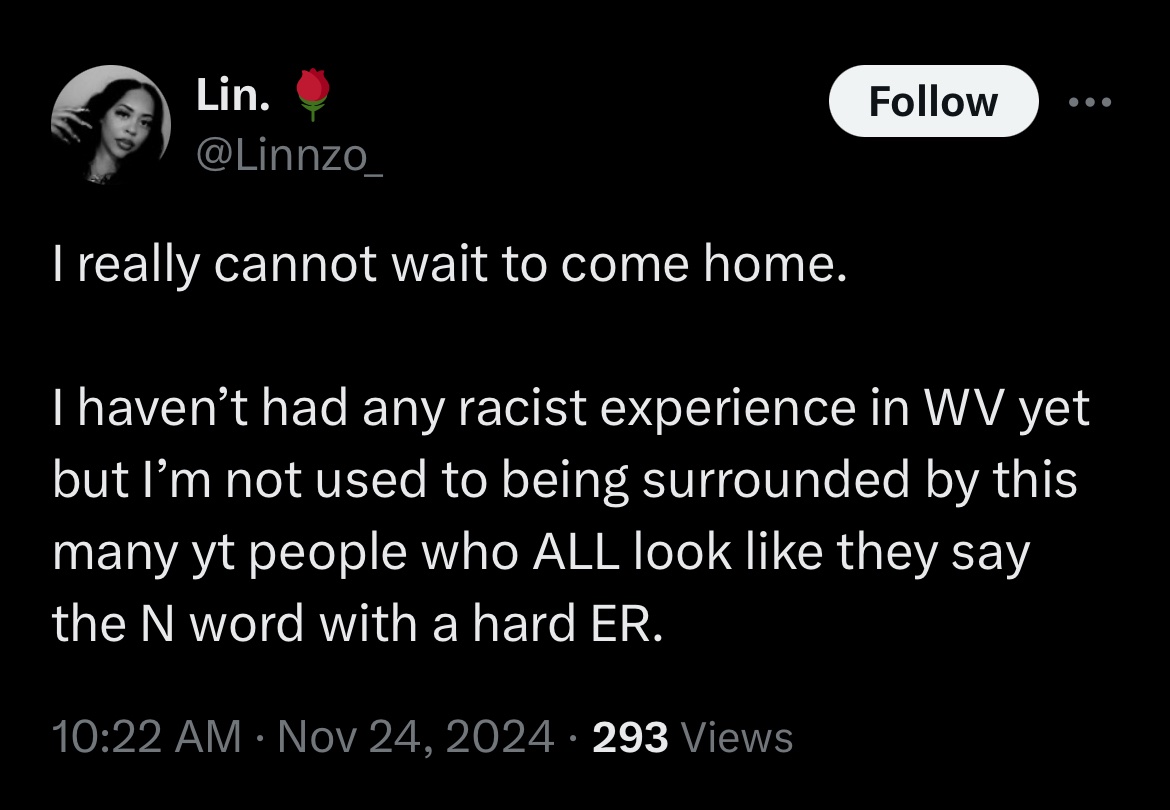 Lin. 🌹
@Linnzo_
Follow
I really cannot wait to come home.
I haven’t had any racist experience in WV yet
but I’m not used to being surrounded by this
many yt people who ALL look like they say
the N word with a hard ER.
10:22 AM · Nov 24, 2024 · 293 Views